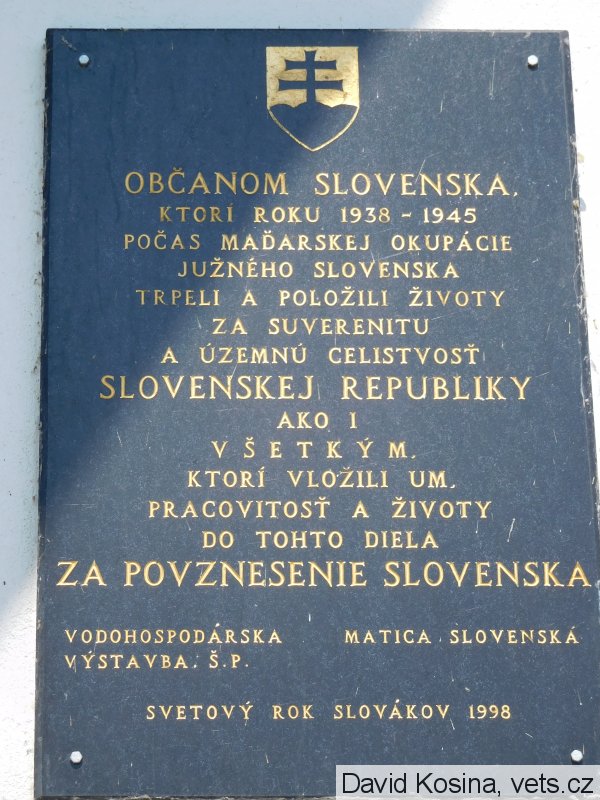 OBČANOM SLOVENSKA,
KTORÍ ROKU 1938 - 1945
POČAS MAĎARSKEJ OKUPÁCIE
JUŽNÉHO SLOVENSKA
TRPELI A POLOŽILI ŽIVOTY
ZA SUVERENITU
A ÚZEMNÚ CELISTVOSŤ
SLOVENSKEJ REPUBLIKY
AKO I
VŠETKÝM,
KTORÍ VLOŽILI UM,
PRACOVITOSŤ A ŽIVOTY
DO TOHTO DIELA
ZA POVZNESENIE SLOVENSKA
VODOHOSPODÁRSKA MATICA SLOVENSKÁ
VÝSTAVBA, Š.P.
SVETOVÝ ROK SLOVÁKOV 1998
David Kosina, vets.cz